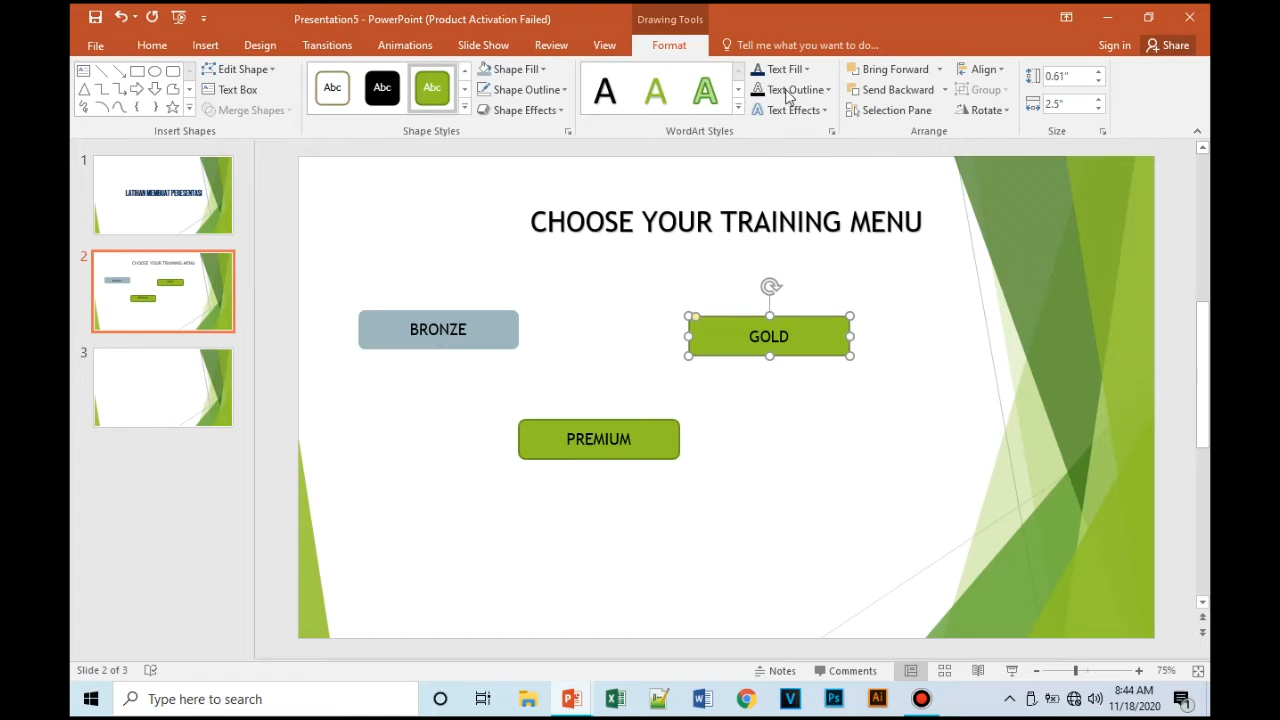 Presentation5 - PowerPoint (Product Activation Failed)
Drawing Tools
File
Home
Insert
Design
Transitions
Animations
Slide Show
Review
View
Format
Tell me what you want to do...
Sign in
Share
Edit Shape
Text Box
Merge Shapes
Insert Shapes
Abc
Abc
Abc
Shape Fill
Shape Outline
Shape Effects
Shape Styles
A
A
A
Text Fill
Text Outline
Text Effects
WordArt Styles
Bring Forward
Send Backward
Selection Pane
Align
Group
Rotate
Arrange
0.61"
2.5"
Size
1
LATIHAN MEMBUAT PERESENTASI
2
CHOOSE YOUR TRAINING MENU
3
CHOOSE YOUR TRAINING MENU
BRONZE
GOLD
PREMIUM
Slide 2 of 3
Notes
Comments
75%
Type here to search
8:44 AM
11/18/2020
1